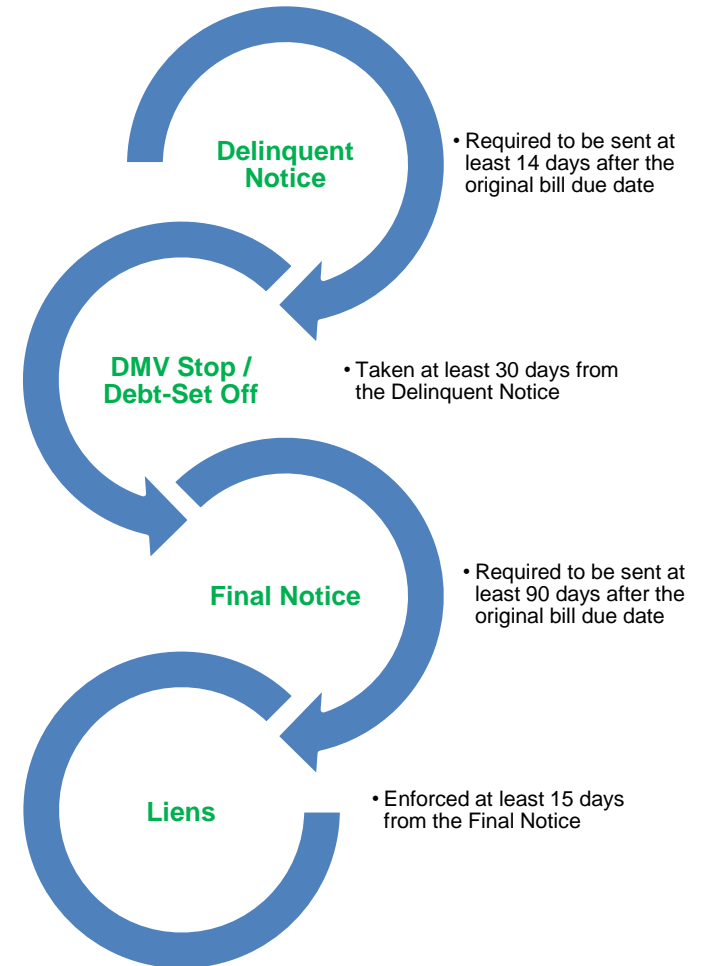 Delinquent
Notice
• Required to be sent at
least 14 days after the
original bill due date
DMV Stop /
Debt-Set Off
• Taken at least 30 days from
the Delinquent Notice
Final Notice
• Required to be sent at
least 90 days after the
original bill due date
Liens
• Enforced at least 15 days
from the Final Notice